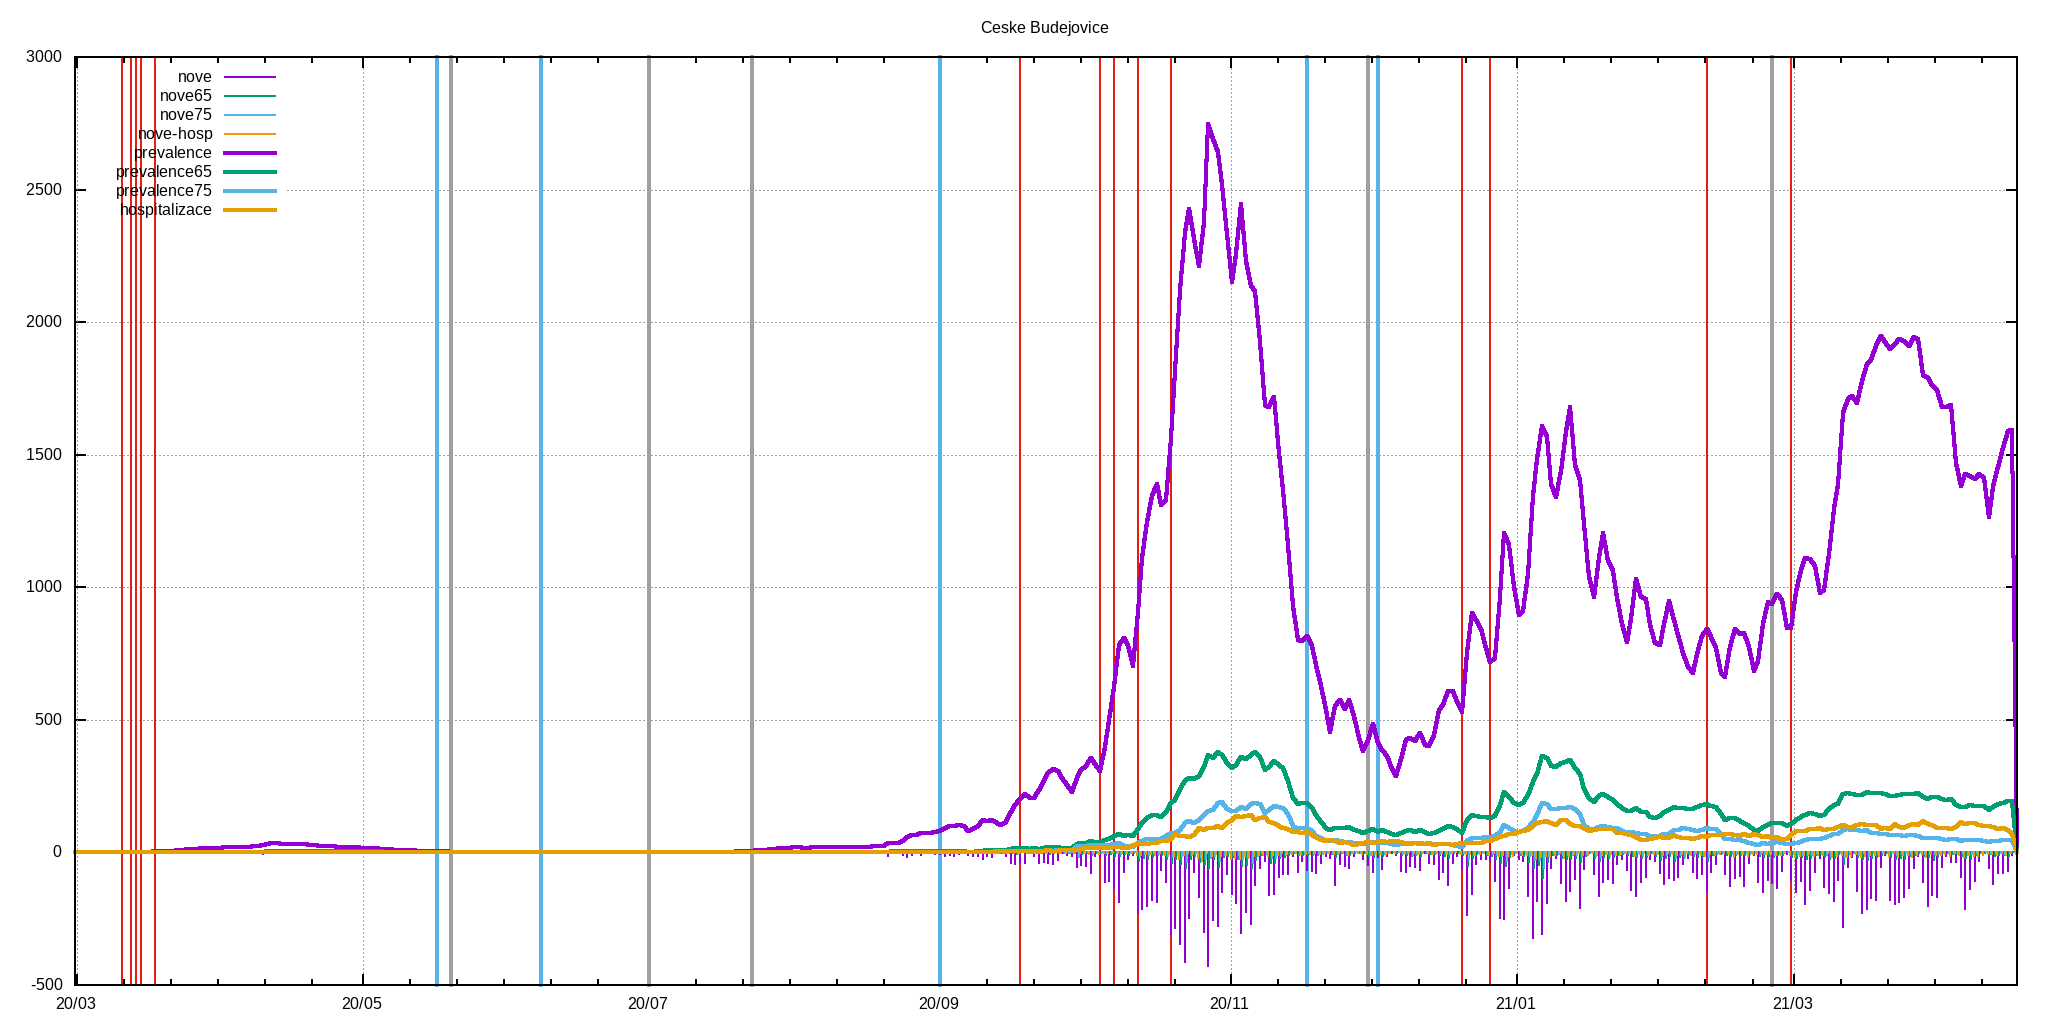 Ceske Budejovice
3000
2500
2000
1500
1000
500
0
-500
nove
nove65
nove75
nove-hosp
prevalence
prevalence65
prevalence75
hospitalizace
20/03 20/05 20/07 20/09 20/11 21/01 21/03